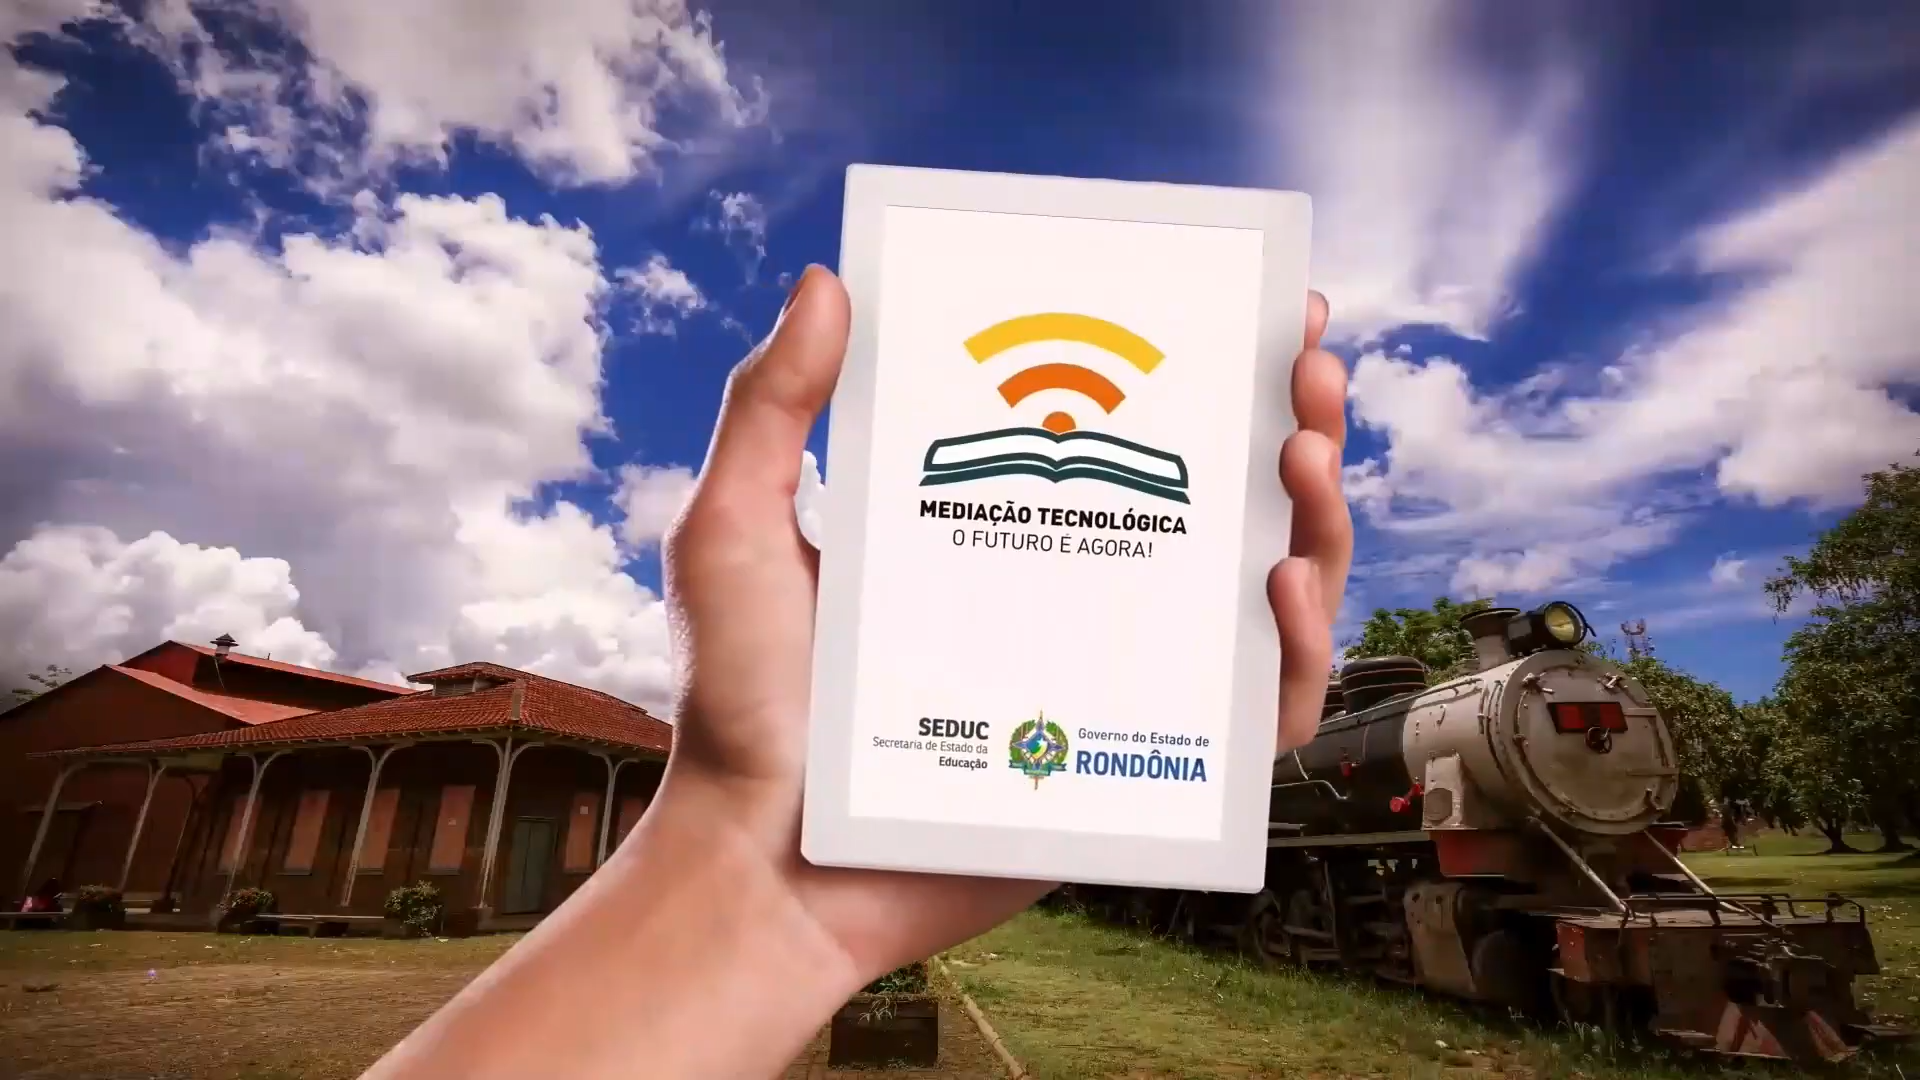 MEDIAÇÃO TECNOLÓGICA
O FUTURO É AGORA!
SEDUC
Secretaria de Estado da
Educação
Governo do Estado de
RONDÔNIA